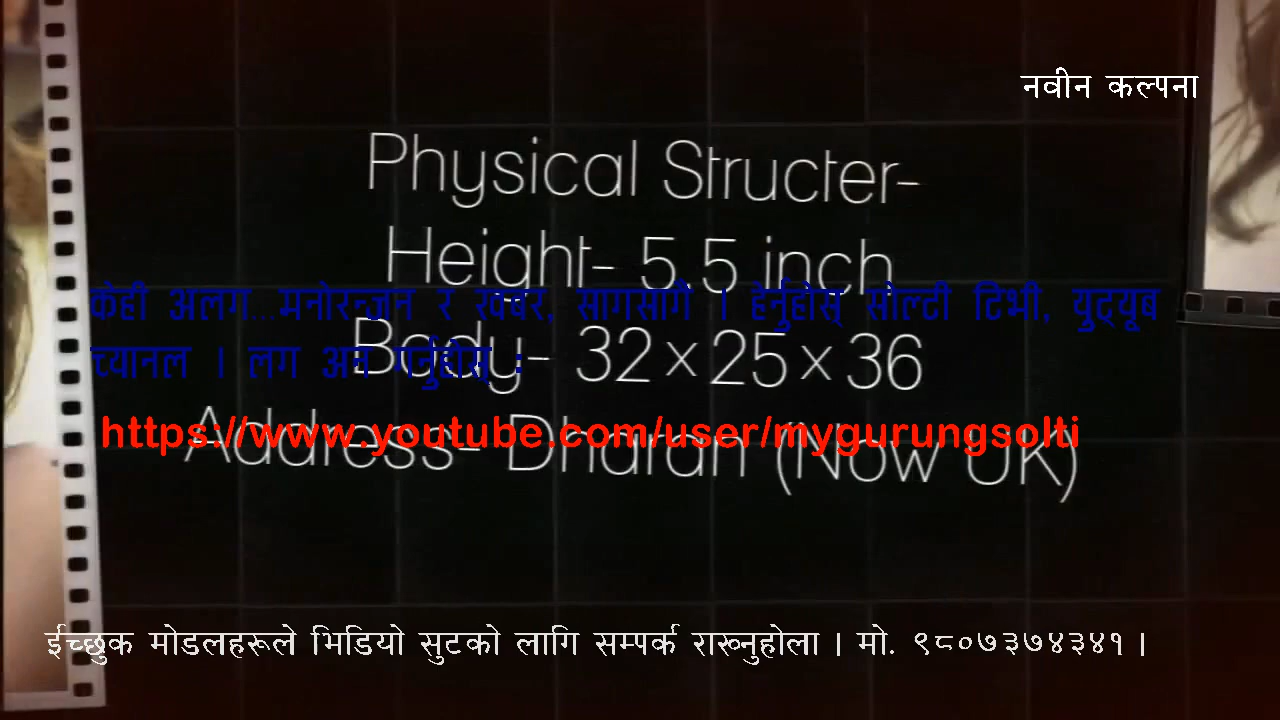 नवीन कल्पना
Physical Structer-
Height- 5.5 inch
केही अलग...मनोरन्जन र खबर, सागसागै । हेर्नुहोस् सोल्टी टिभी, युट्यूब
Body- 32×25×36
च्यानल । लग अन गर्नुहोस् :
https://www.youtube.com/user/mygurungsolti
Address- Dharan (Now UK)
ईच्छुक मोडलहरूले भिडियो सुटको लागि सम्पर्क राख्नुहोला । मो. ९८०७३७४३४१ ।